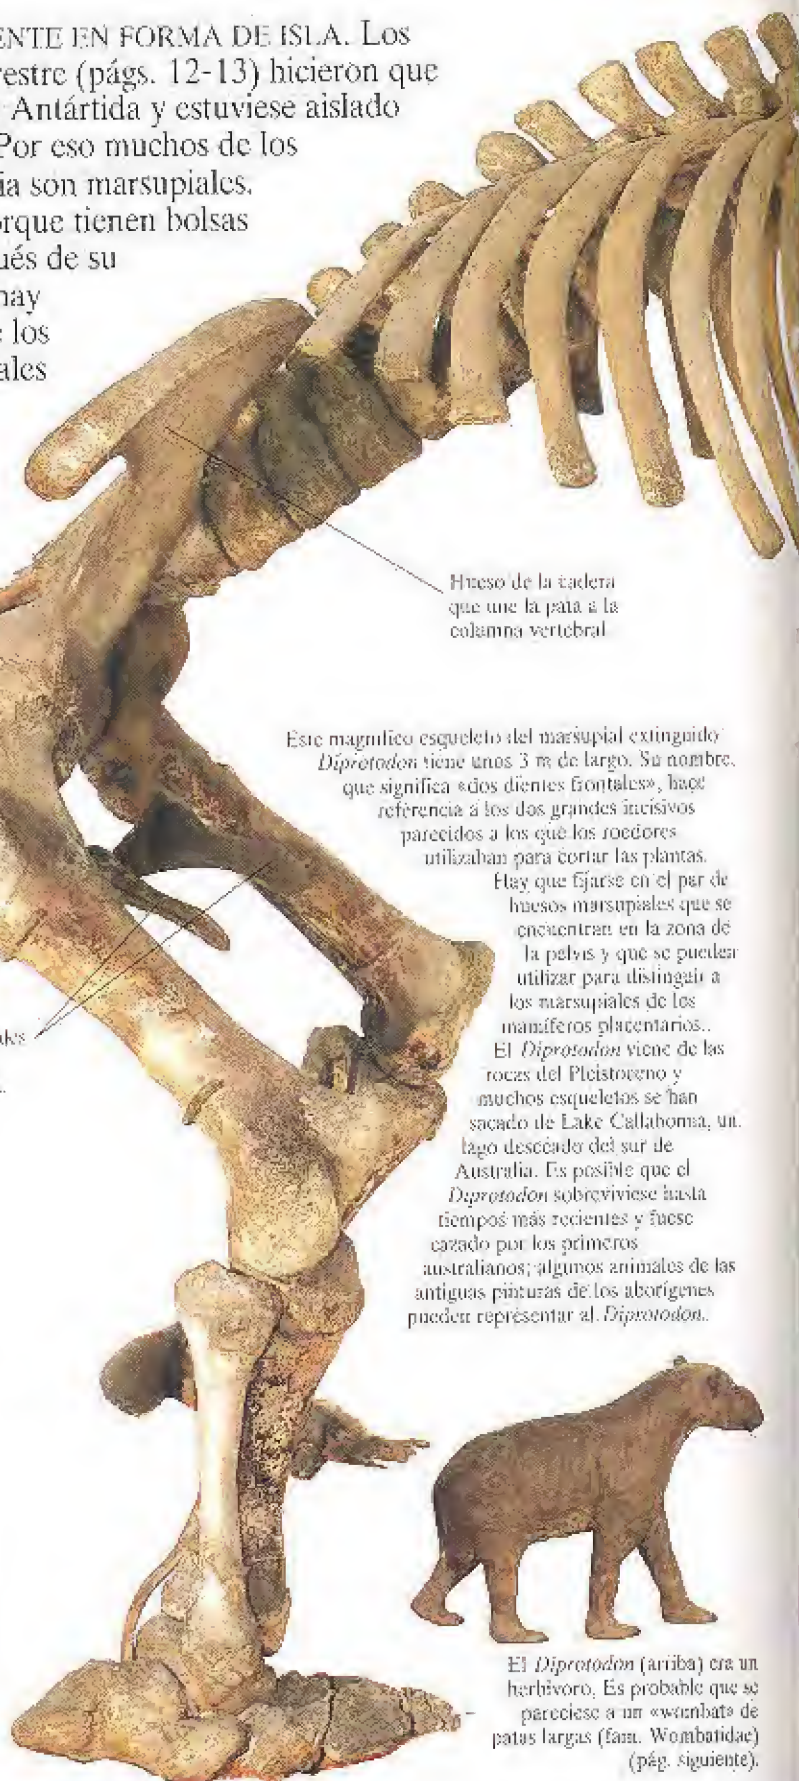 ENTE EN FORMA DE ISLA. Los
restre (págs. 12-13) hicieron que
Antártida y estuviese aislado
Por eso muchos de los
ia son marsupiales.
orque tienen bolsas
ués de su
hay
e los
ales
Hueso de la cadera
que une la pata a la
columna vertebral
Este magnífico esqueleto del marsupial extinguido
Diprotodon tiene unos 3 m de largo. Su nombre,
que significa «dos dientes frontales», hace
referencia a los dos grandes incisivos
parecidos a los que los roedores
utilizaban para cortar las plantas.
Hay que fijarse en el par de
huesos marsupiales que se
encuentran en la zona de
la pelvis y que se pueden
utilizar para distinguir a
los marsupiales de los
mamíferos placentarios..
El Diprotodon viene de las
rocas del Pleistoceno y
muchos esqueletos se han
sacado de Lake Callabonna, un
lago desecado del sur de
Australia. Es posible que el
Diprotodon sobreviviese hasta
tiempos más recientes y fuese
cazado por los primeros
australianos; algunos animales de las
antiguas pinturas de los aborígenes
pueden representar al Diprotodon..
El Diprotodon (arriba) era un
herbívoro. Es probable que se
pareciese a un «wombat» de
patas largas (fam. Wombatidae)
(pág. siguiente).